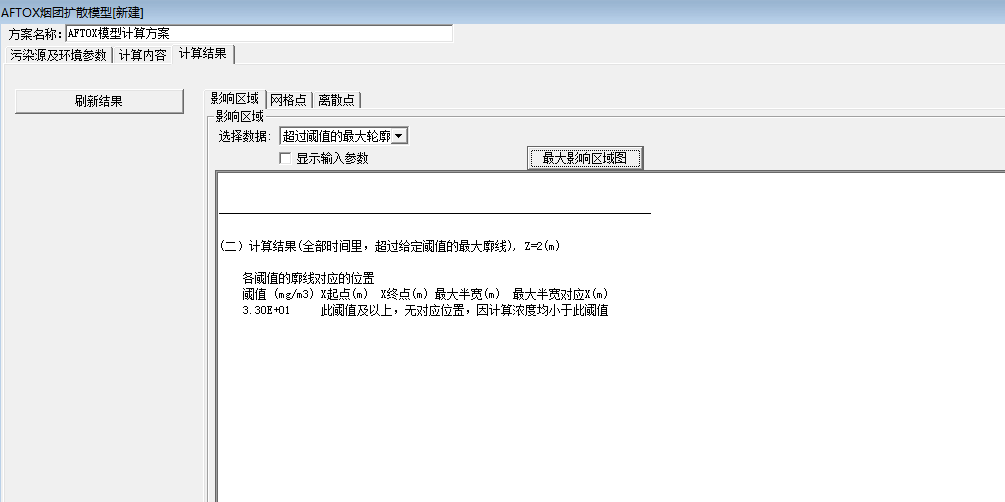 AFTOX烟团扩散模型[新建]
方案名称: AFTOX模型计算方案
污染源及环境参数 计算内容 计算结果
刷新结果
影响区域 网格点 离散点
影响区域
选择数据: 超过阈值的最大轮廓
显示输入参数
最大影响区域图
(二) 计算结果(全部时间里，超过给定阈值的最大廓线), Z=2(m)
各阈值的廓线对应的位置
阈值 (mg/m3) X起点(m) X终点(m) 最大半宽(m) 最大半宽对应X(m)
3.30E+01 此阈值及以上，无对应位置，因计算浓度均小于此阈值